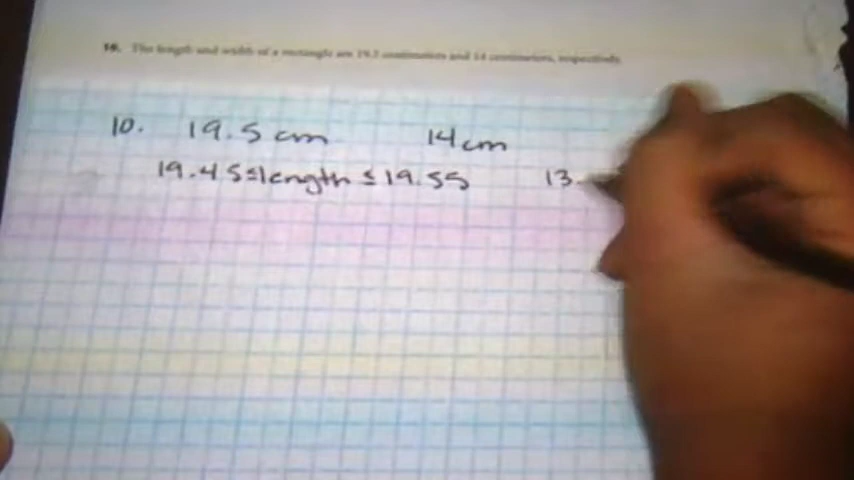 10. The length and width of a rectangle are 19.5 centimeters and 14 centimeters, respectively
10. 19.5 cm 14 cm
19.45≤length ≤ 19.55 13.